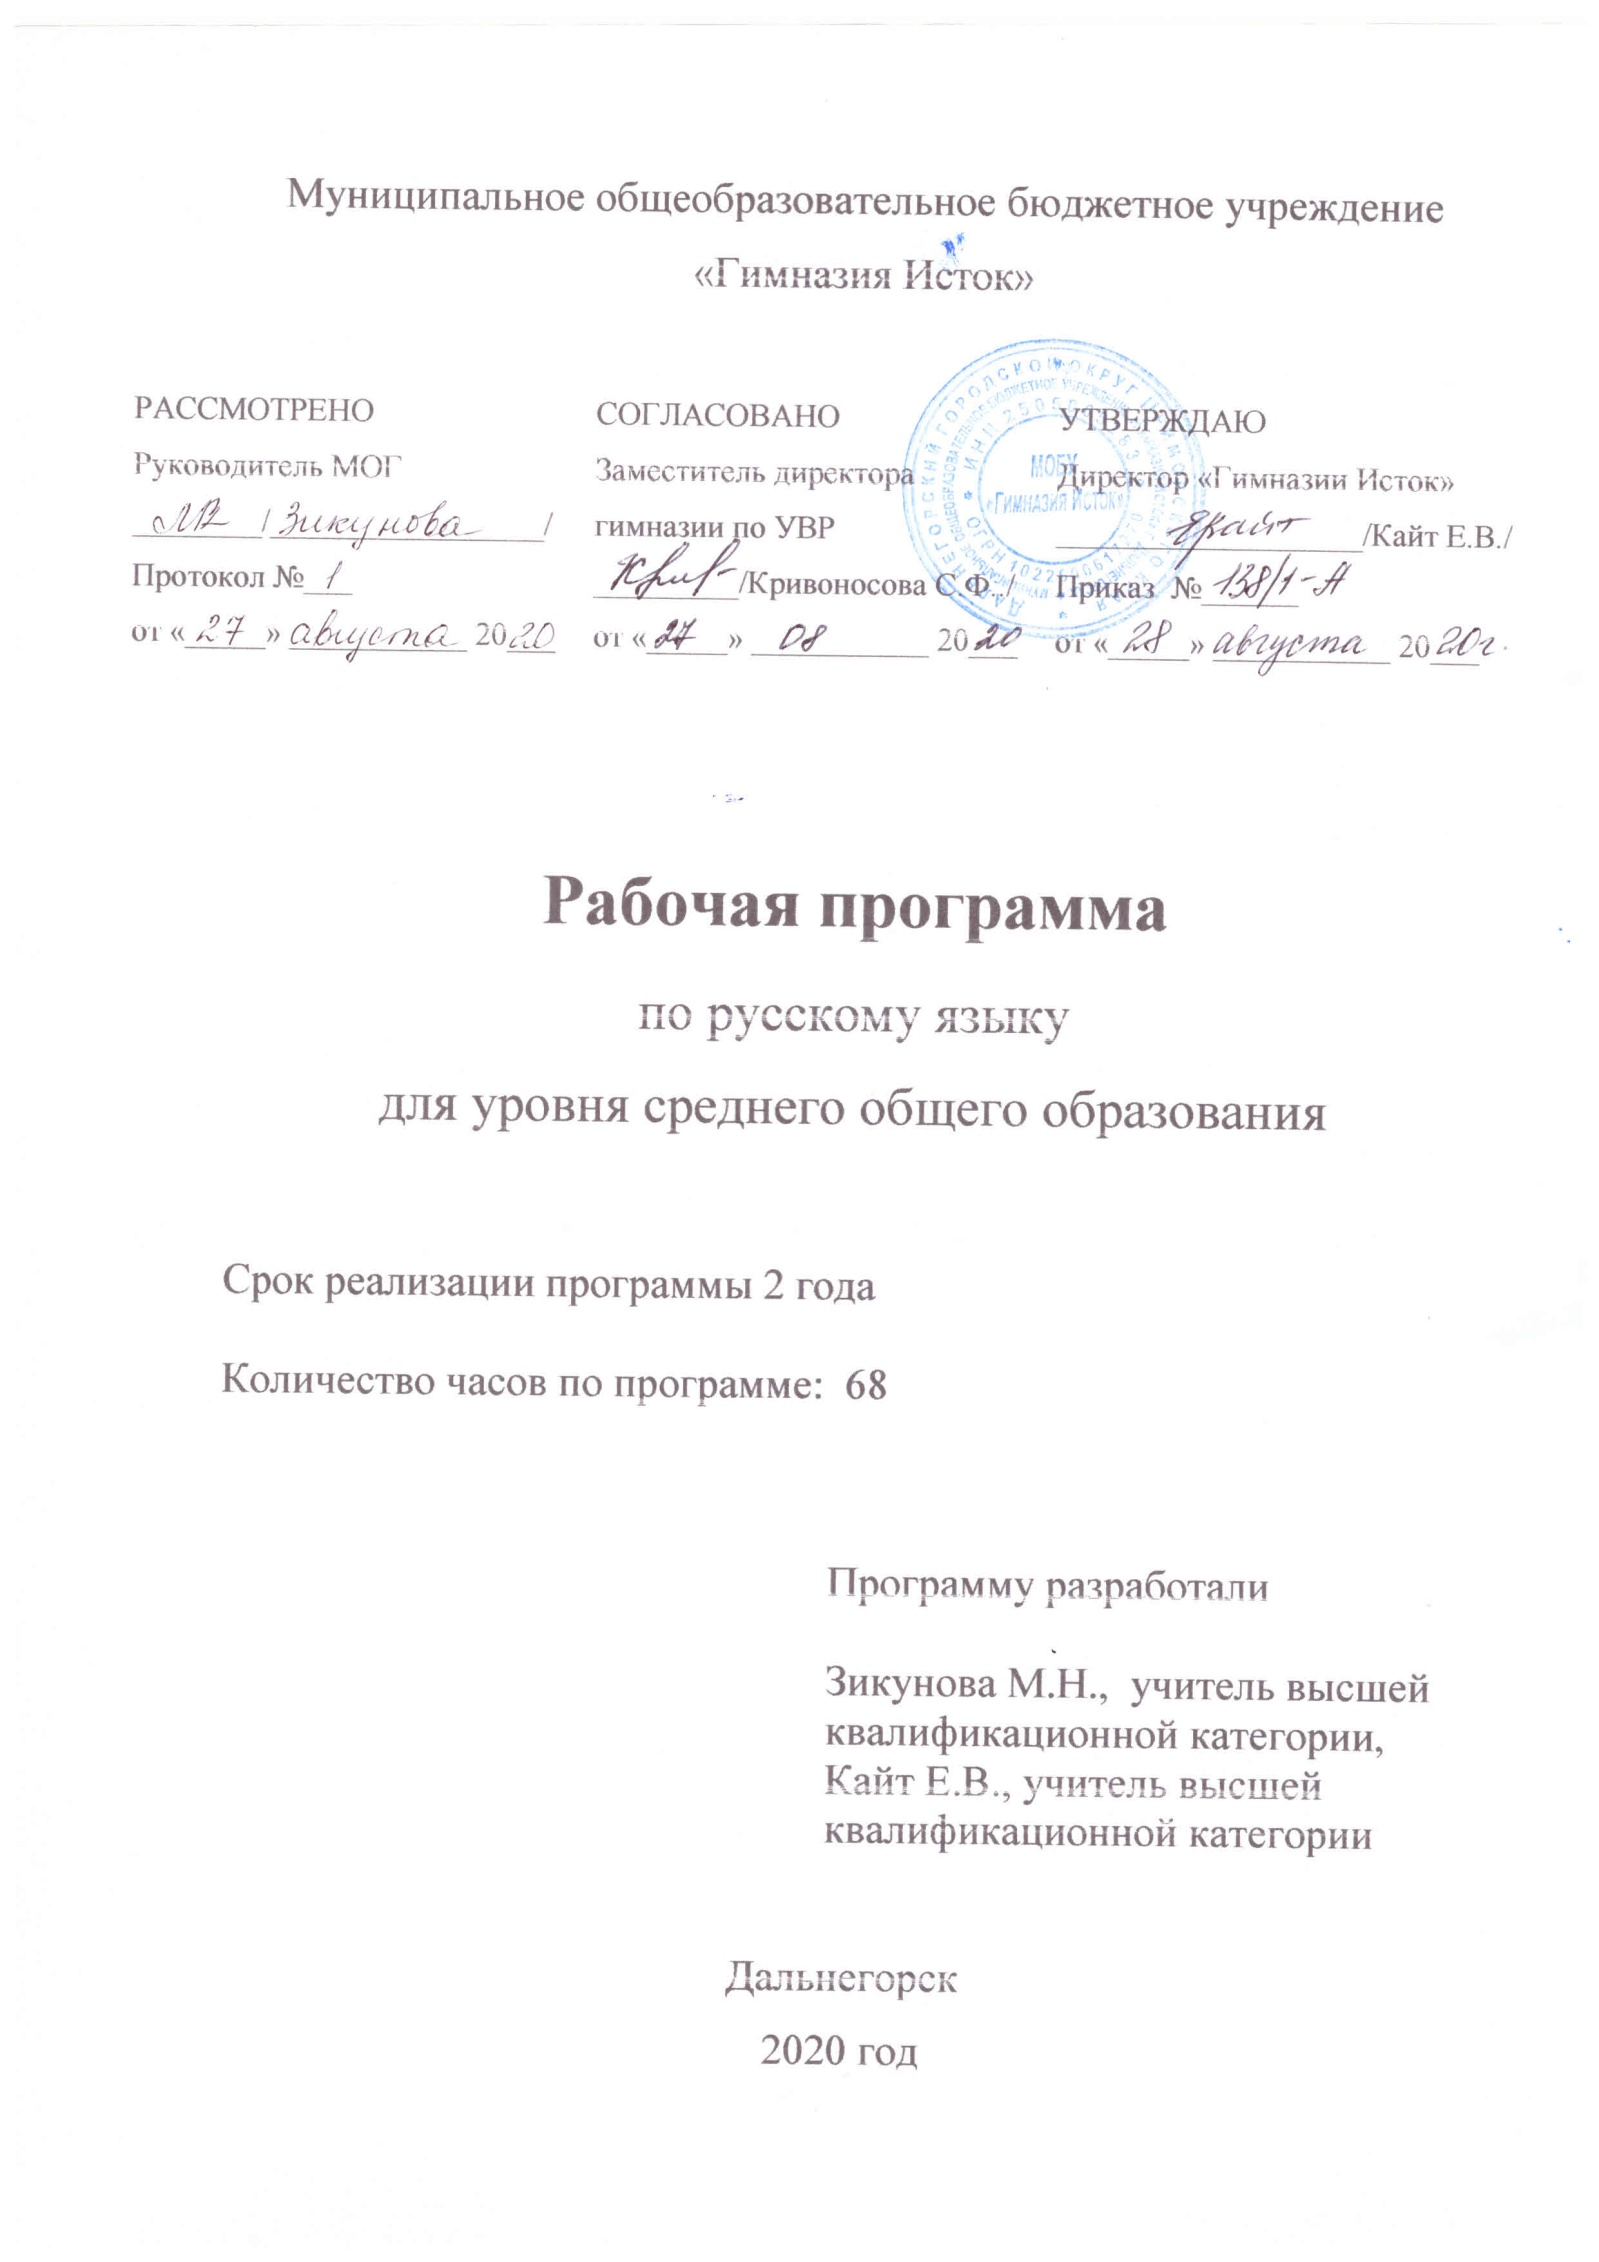 Муниципальное общеобразовательное бюджетное учреждение
«Гимназия Исток»
РАССМОТРЕНО
Руководитель МОГ
/ Зикунова /
Протокол № 1
от « 27 » августа 2020
СОГЛАСОВАНО
Заместитель директора
гимназии по УВР
/Кривоносова С.Ф../
от « 27 » 08 2020
УТВЕРЖДАЮ
Директор «Гимназии Исток»
/Кайт Е.В./
Приказ № 138/1-А
от « 28 » августа 2020г.
МОБУ
«Гимназия Исток»
Рабочая программа
по русскому языку
для уровня среднего общего образования
Срок реализации программы 2 года
Количество часов по программе: 68
Программу разработали
Зикунова М.Н., учитель высшей
квалификационной категории,
Кайт Е.В., учитель высшей
квалификационной категории
Дальнегорск
2020 год